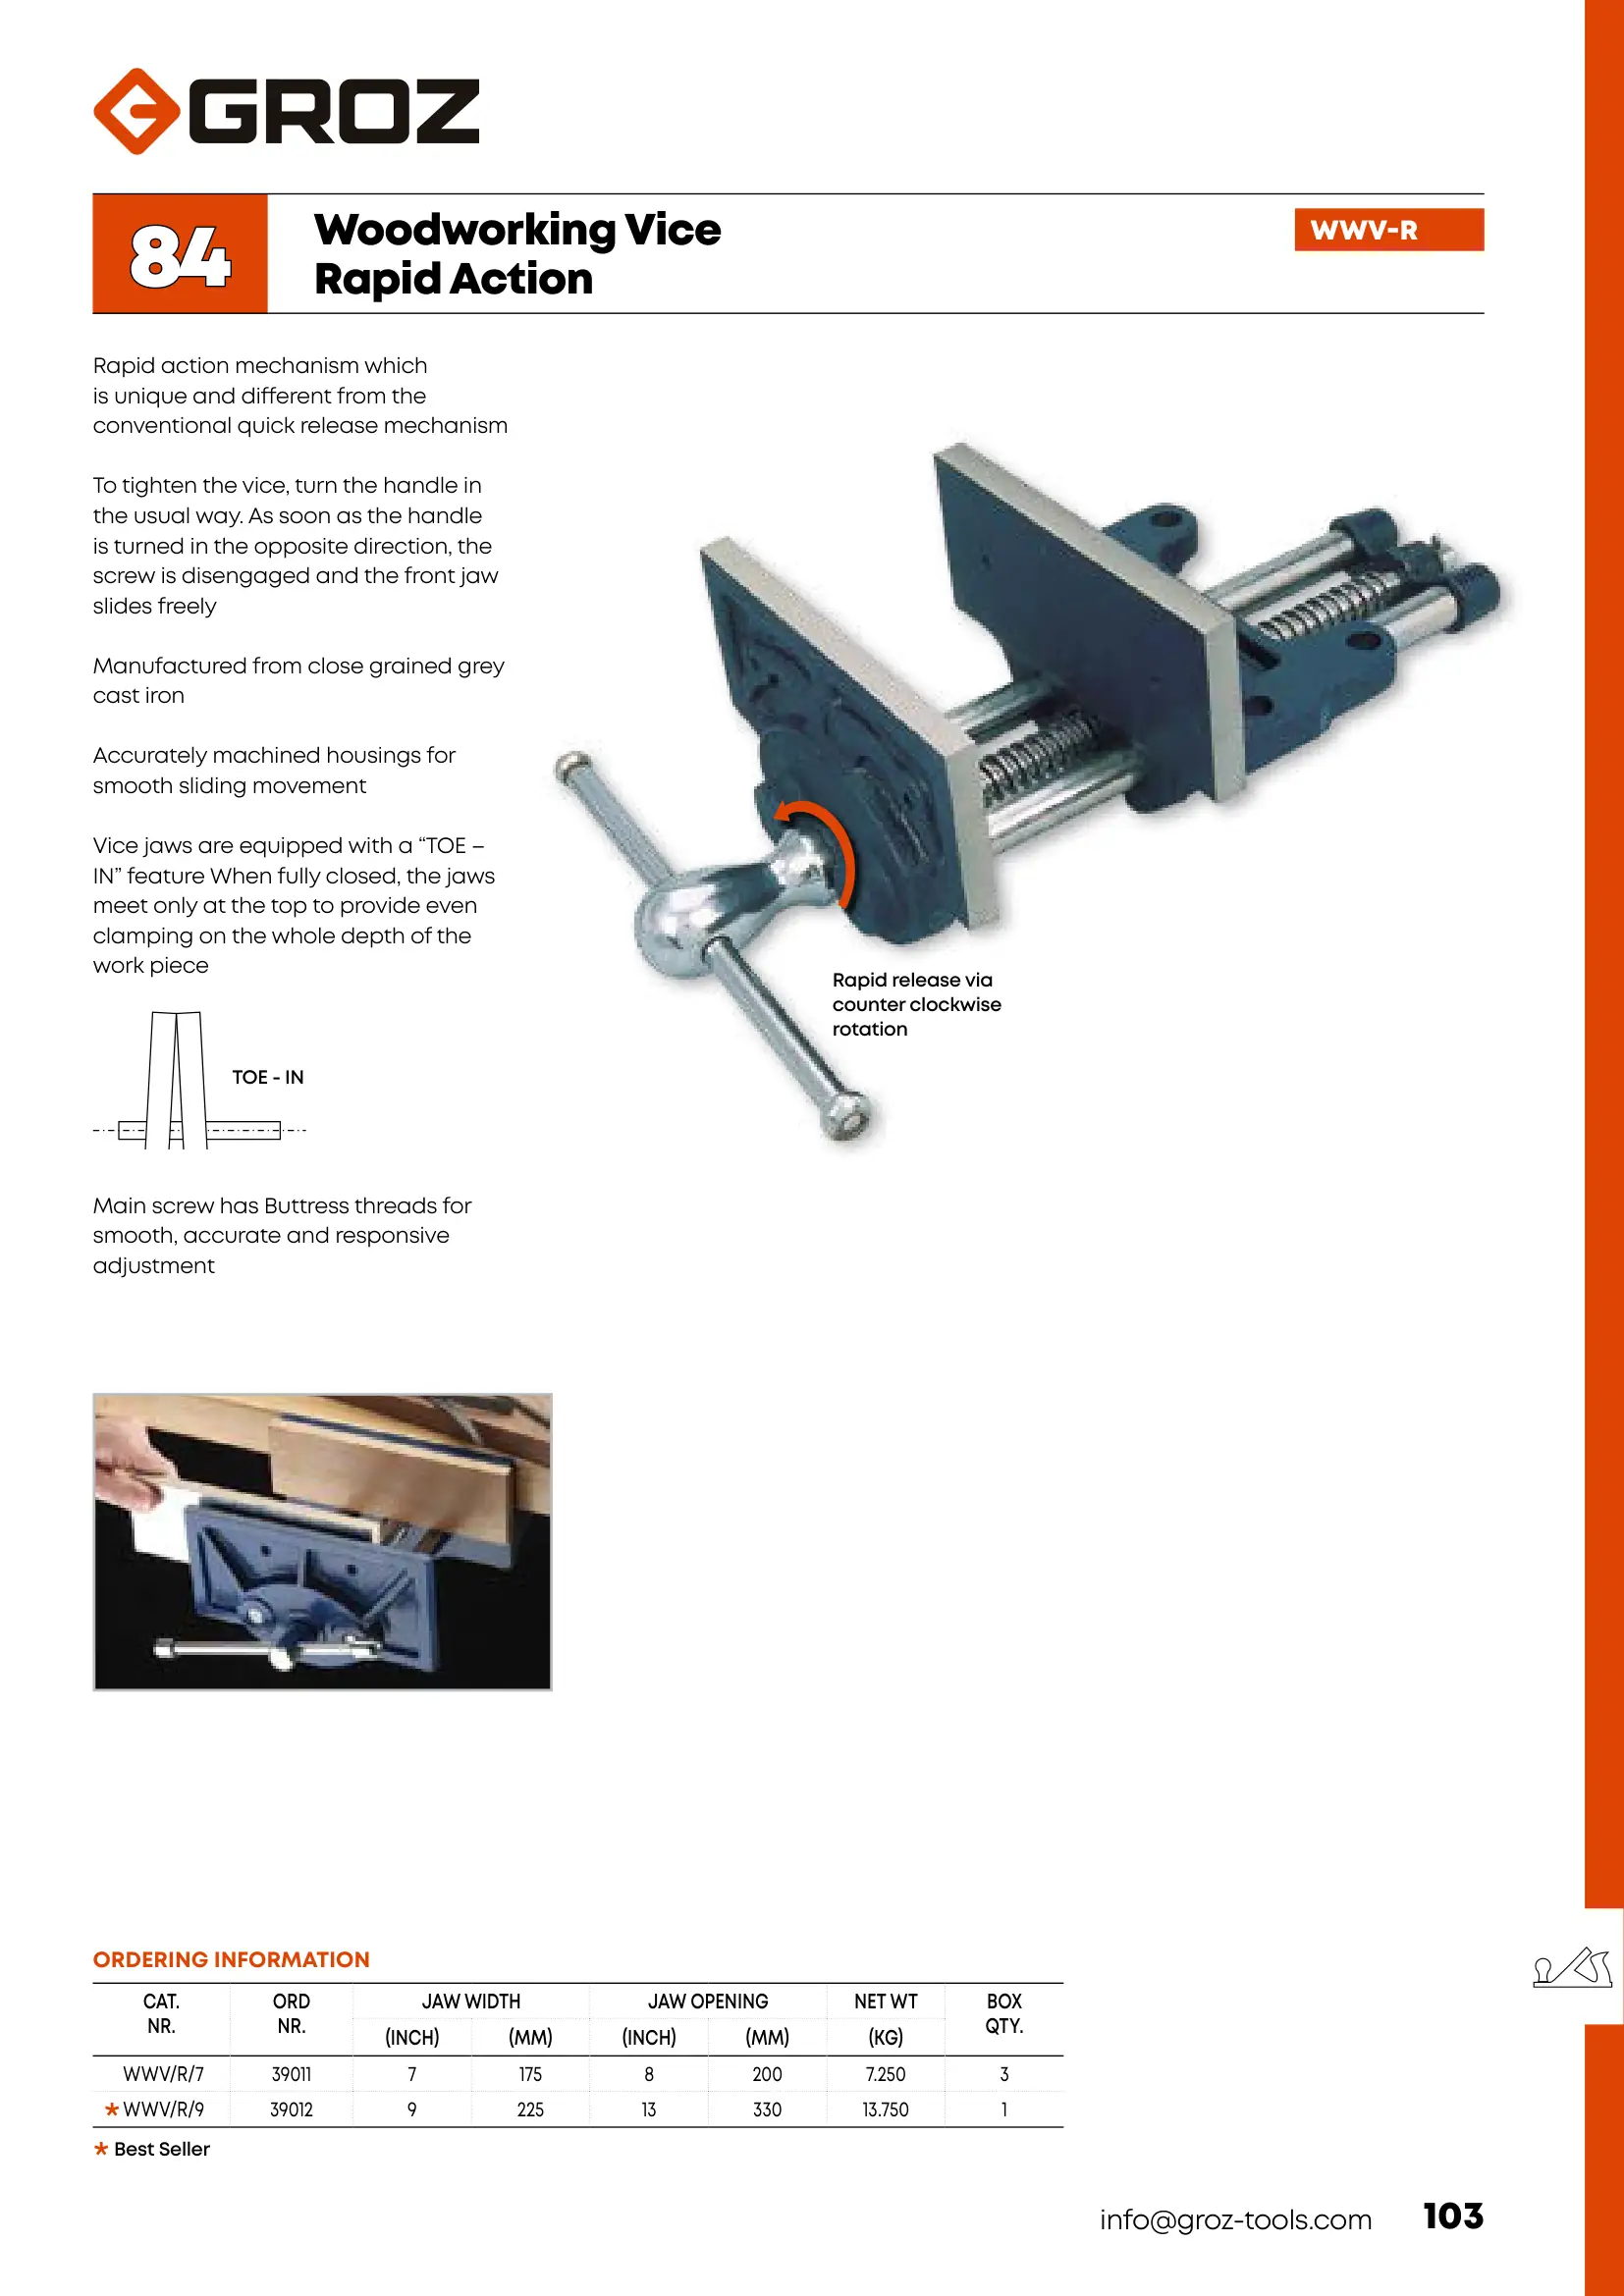 GROZ
84
Woodworking Vice
Rapid Action
WWV-R
Rapid action mechanism which
is unique and different from the
conventional quick release mechanism
To tighten the vice, turn the handle in
the usual way. As soon as the handle
is turned in the opposite direction, the
screw is disengaged and the front jaw
slides freely
Manufactured from close grained grey
cast iron
Accurately machined housings for
smooth sliding movement
Vice jaws are equipped with a “TOE –
IN” feature When fully closed, the jaws
meet only at the top to provide even
clamping on the whole depth of the
work piece
TOE - IN
Main screw has Buttress threads for
smooth, accurate and responsive
adjustment
Rapid release via
counter clockwise
rotation
ORDERING INFORMATION
CAT. NR. ORD NR. JAW WIDTH JAW OPENING NET WT BOX QTY.
(INCH) (MM) (INCH) (MM) (KG)
WWV/R/7 39011 7 175 8 200 7.250 3
* WWV/R/9 39012 9 225 13 330 13.750 1
* Best Seller
info@groz-tools.com 103